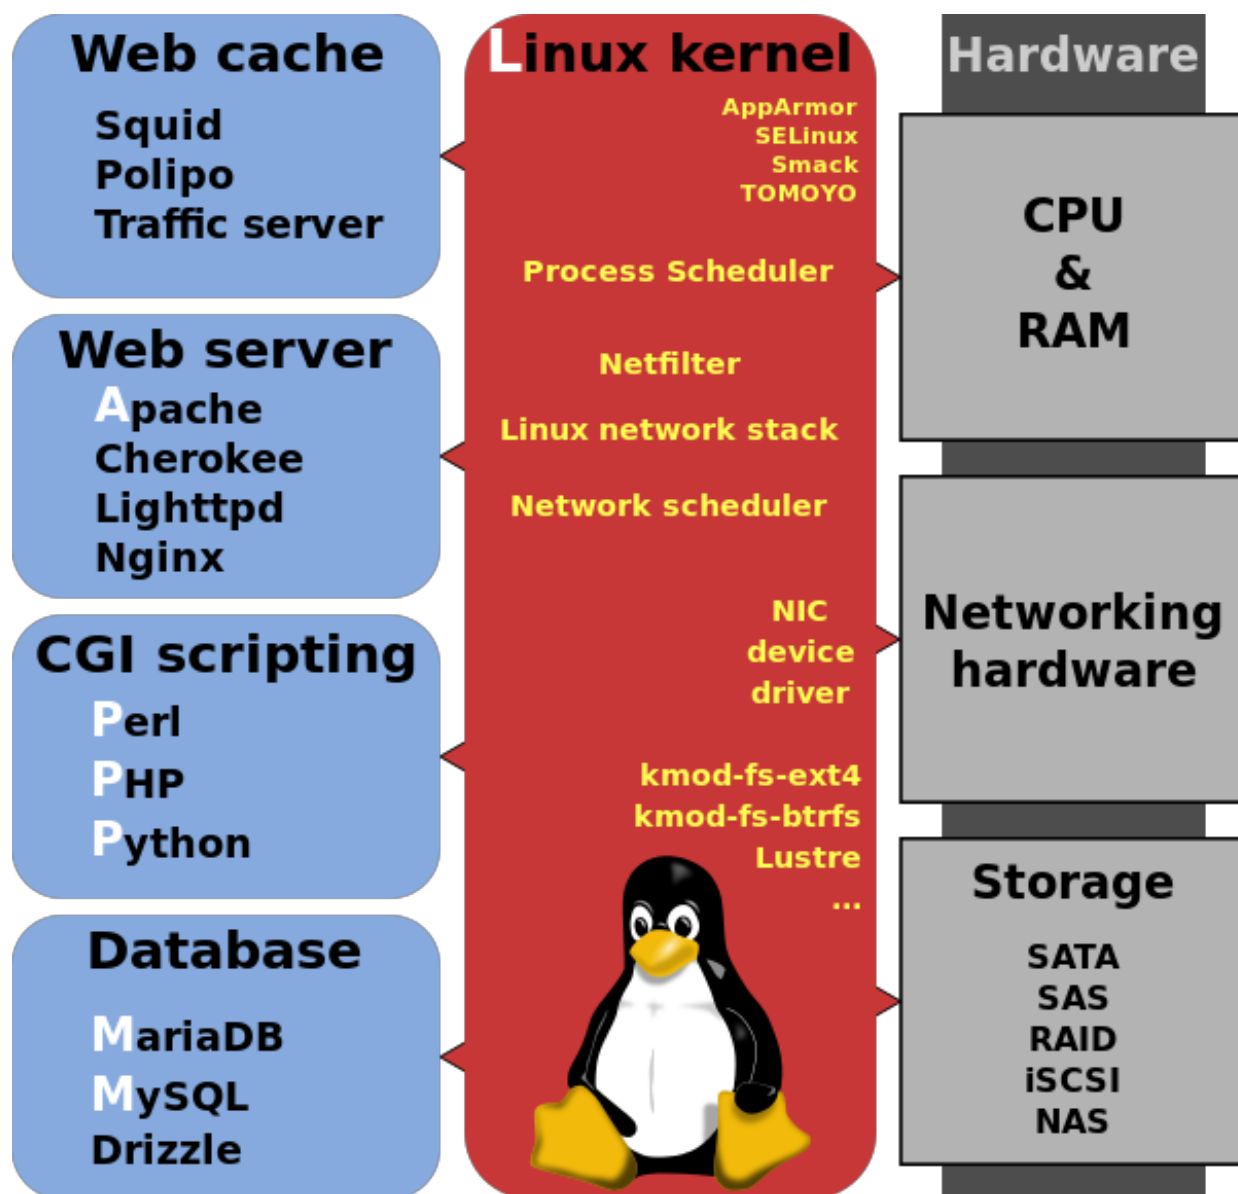 Web cache
Squid
Polipo
Traffic server
Web server
Apache
Cherokee
Lighttpd
Nginx
CGI scripting
Perl
PHP
Python
Database
MariaDB
MySQL
Drizzle
Linux kernel
AppArmor
SELinux
Smack
TOMOYO
Process Scheduler
Netfilter
Linux network stack
Network scheduler
NIC
device
driver
kmod-fs-ext4
kmod-fs-btrfs
Lustre
...
Hardware
CPU
&
RAM
Networking
hardware
Storage
SATA
SAS
RAID
iSCSI
NAS